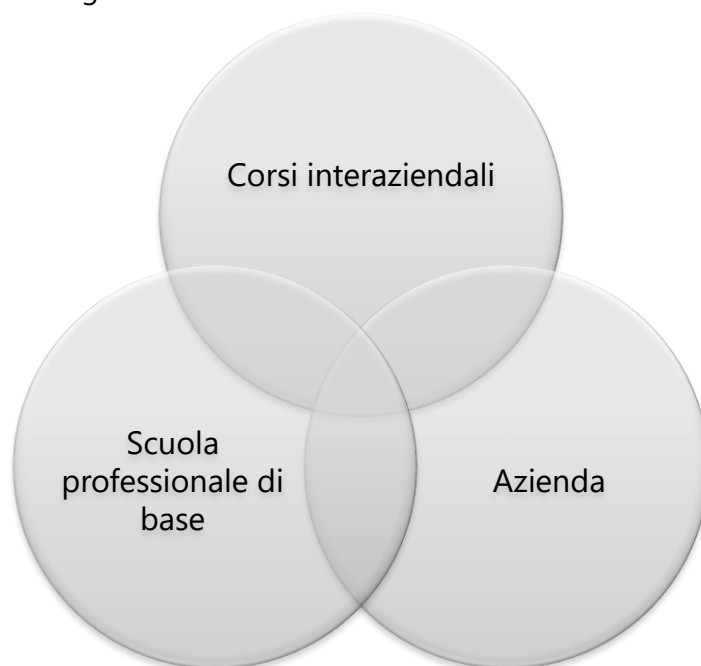 Corsi interaziendali
Scuola
professionale di
base
Azienda